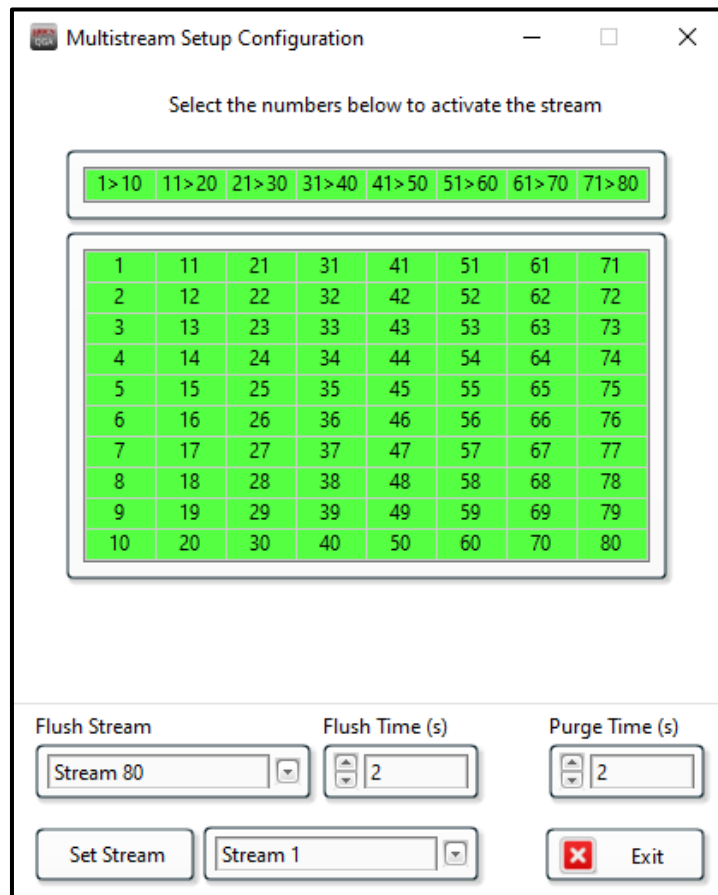 Multistream Setup Configuration
Select the numbers below to activate the stream
1>10 11>20 21>30 31>40 41>50 51>60 61>70 71>80
1 11 21 31 41 51 61 71
2 12 22 32 42 52 62 72
3 13 23 33 43 53 63 73
4 14 24 34 44 54 64 74
5 15 25 35 45 55 65 75
6 16 26 36 46 56 66 76
7 17 27 37 47 57 67 77
8 18 28 38 48 58 68 78
9 19 29 39 49 59 69 79
10 20 30 40 50 60 70 80
Flush Stream Flush Time (s) Purge Time (s)
Stream 80 2 2
Set Stream Stream 1 Exit